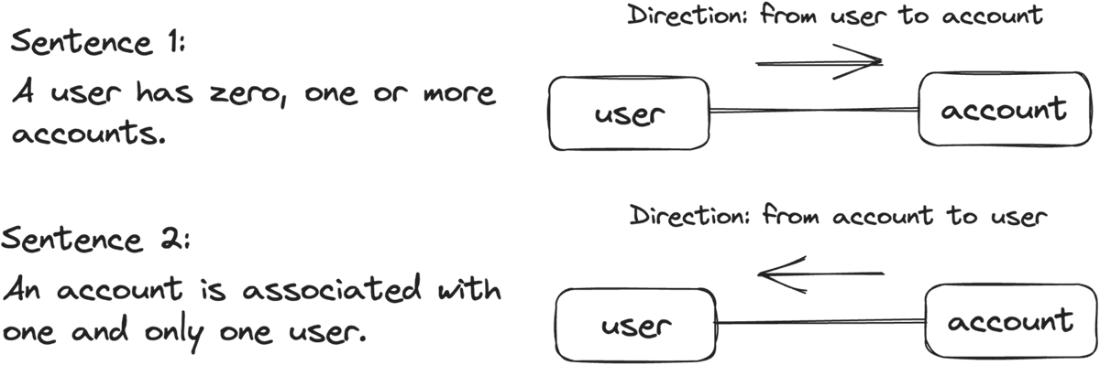 Sentence 1:
A user has zero, one or more
accounts.
Direction: from user to account
user
account
Sentence 2:
An account is associated with
one and only one user.
Direction: from account to user
user
account